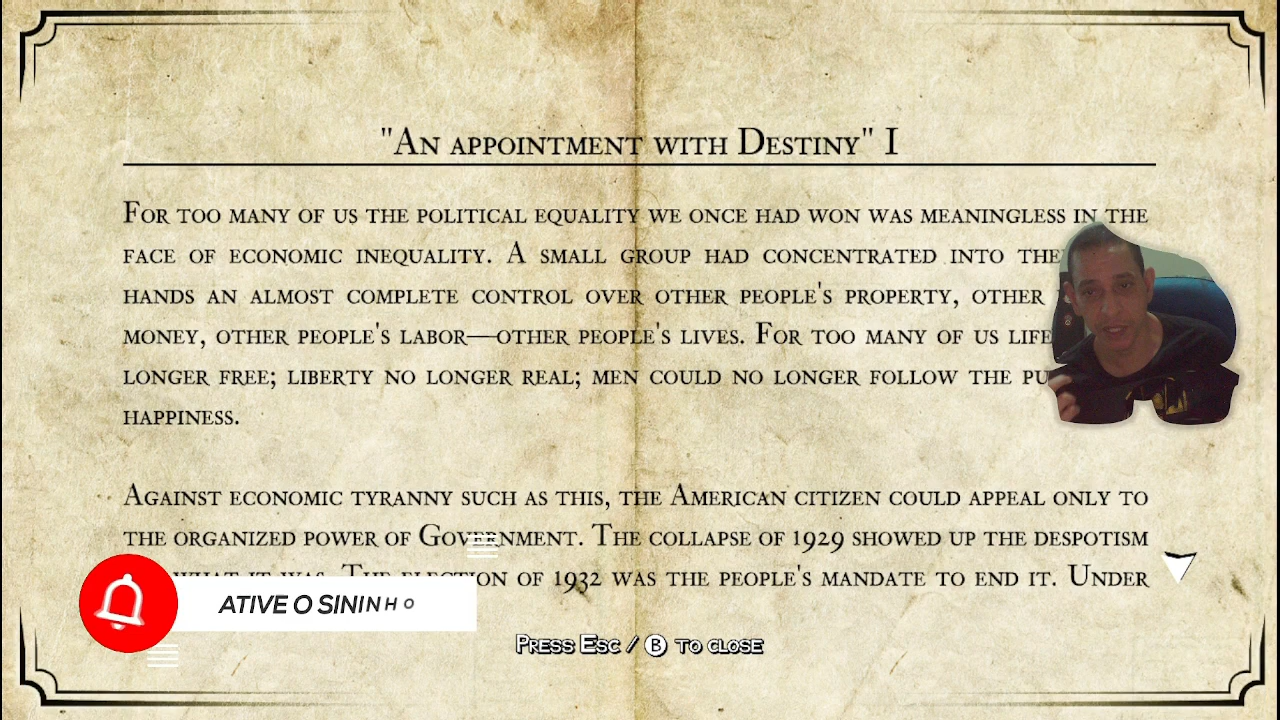 "An appointment with Destiny" I
For too many of us the political equality we once had won was meaningless in the
face of economic inequality. A small group had concentrated into
hands an almost complete control over other people's property, other
money, other people's labor—other people's lives. For too many of us life
longer free; liberty no longer real; men could no longer follow the
happiness.
Against economic tyranny such as this, the American citizen could appeal only to
the organized power of Government. The collapse of 1929 showed up the despotism
what it was. The election of 1932 was the people's mandate to end it. Under
ATIVE O SININHO
Press Esc / B to close